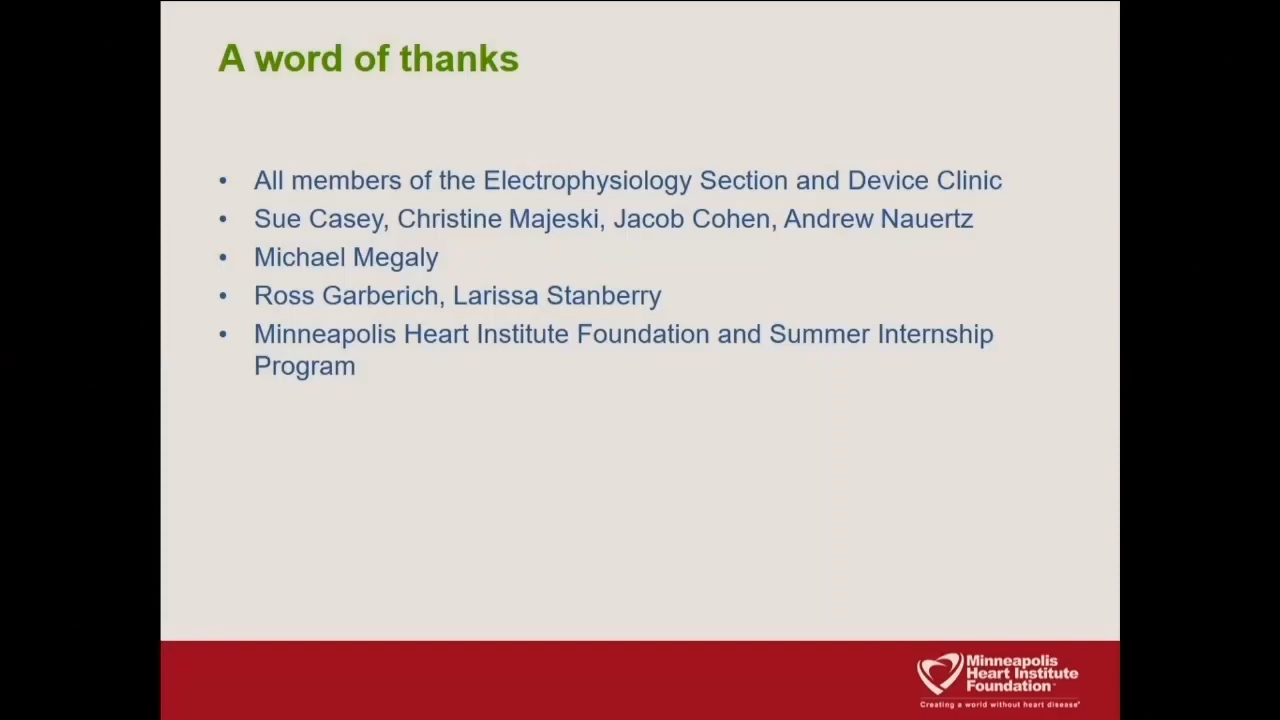 A word of thanks
• All members of the Electrophysiology Section and Device Clinic
• Sue Casey, Christine Majeski, Jacob Cohen, Andrew Nauertz
• Michael Megaly
• Ross Garberich, Larissa Stanberry
• Minneapolis Heart Institute Foundation and Summer Internship
Program
Minneapolis
Heart Institute
Foundation
Creating a world without heart disease